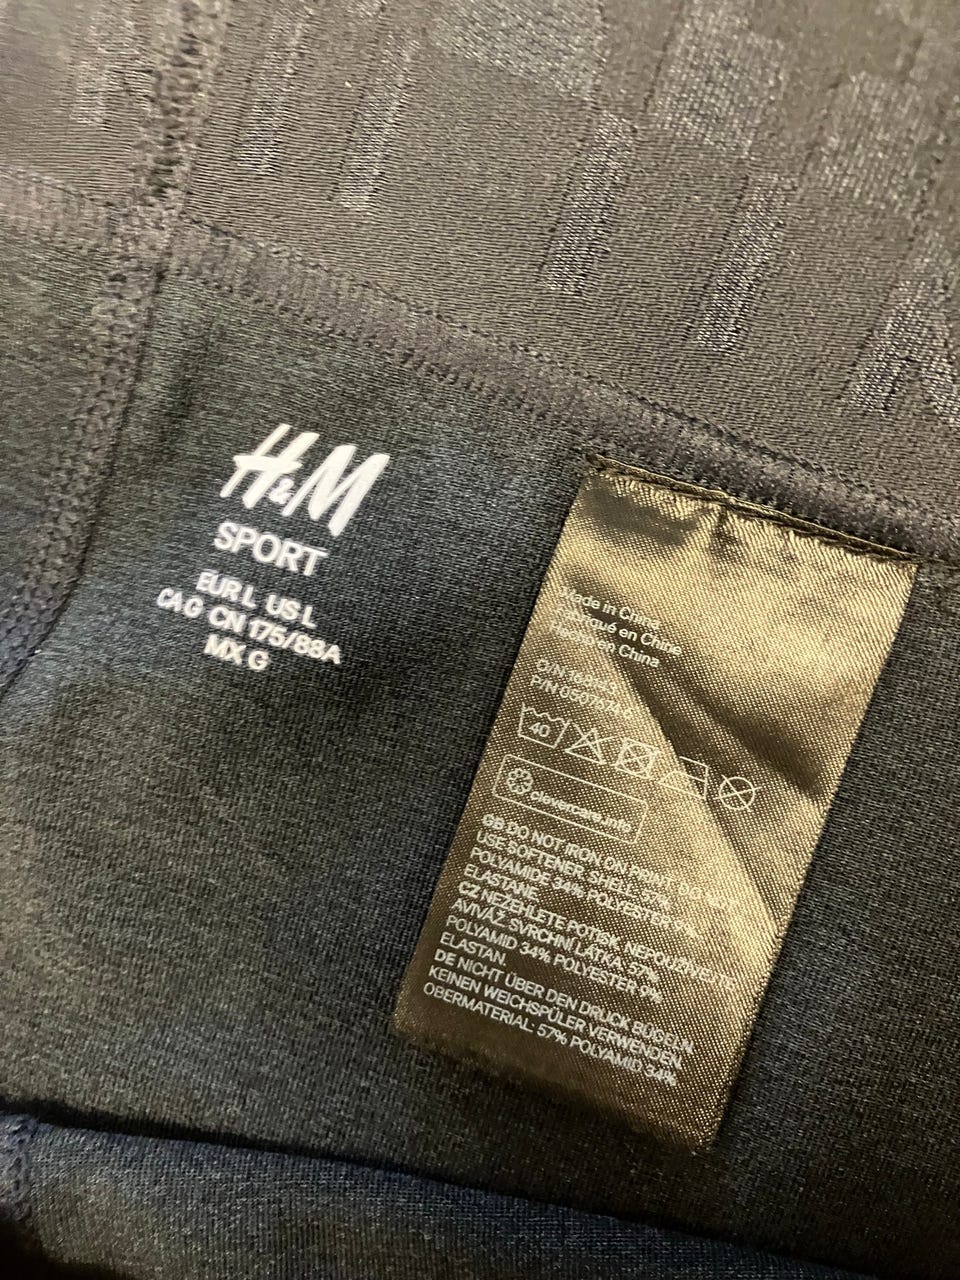 H&M
SPORT
EUR L US L
CA G CN 175/88A
MX G
Made in China
Fabriqué en Chine
Hecho en China
O/N
P/N
40
clevercare.info
GB DO NOT IRON ON PRINT. DO NOT
USE SOFTENER. SHELL: 57%
POLYAMIDE 34% POLYESTER 9%
ELASTANE
CZ NEŽEHLETE POTISK. NEPOUŽÍVEJTE
AVIVÁŽ. SVRCHNÍ LÁTKA: 57%
POLYAMID 34% POLYESTER 9%
ELASTAN.
DE NICHT ÜBER DEN DRUCK BÜGELN.
KEINEN WEICHSPÜLER VERWENDEN.
OBERMATERIAL: 57% POLYAMID 34%